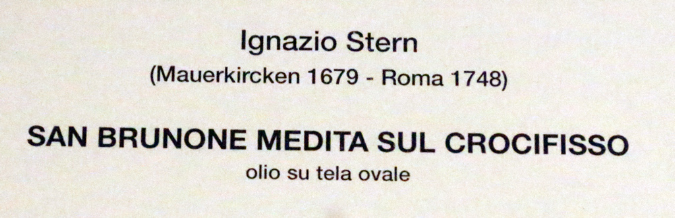 Ignazio Stern
(Mauerkircken 1679 - Roma 1748)
SAN BRUNONE MEDITA SUL CROCIFISSO
olio su tela ovale